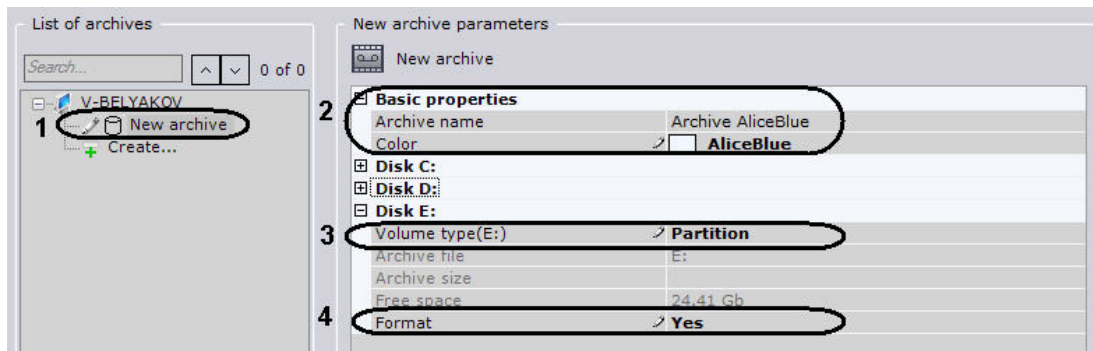 List of archives
Search...
0 of 0
V-BELYAKOV
1
New archive
Create...
New archive parameters
New archive
2
Basic properties
Archive name Archive AliceBlue
Color AliceBlue
Disk C:
Disk D:
Disk E:
3
Volume type(E:) Partition
Archive file E:
Archive size
Free space 24,41 Gb
4
Format Yes